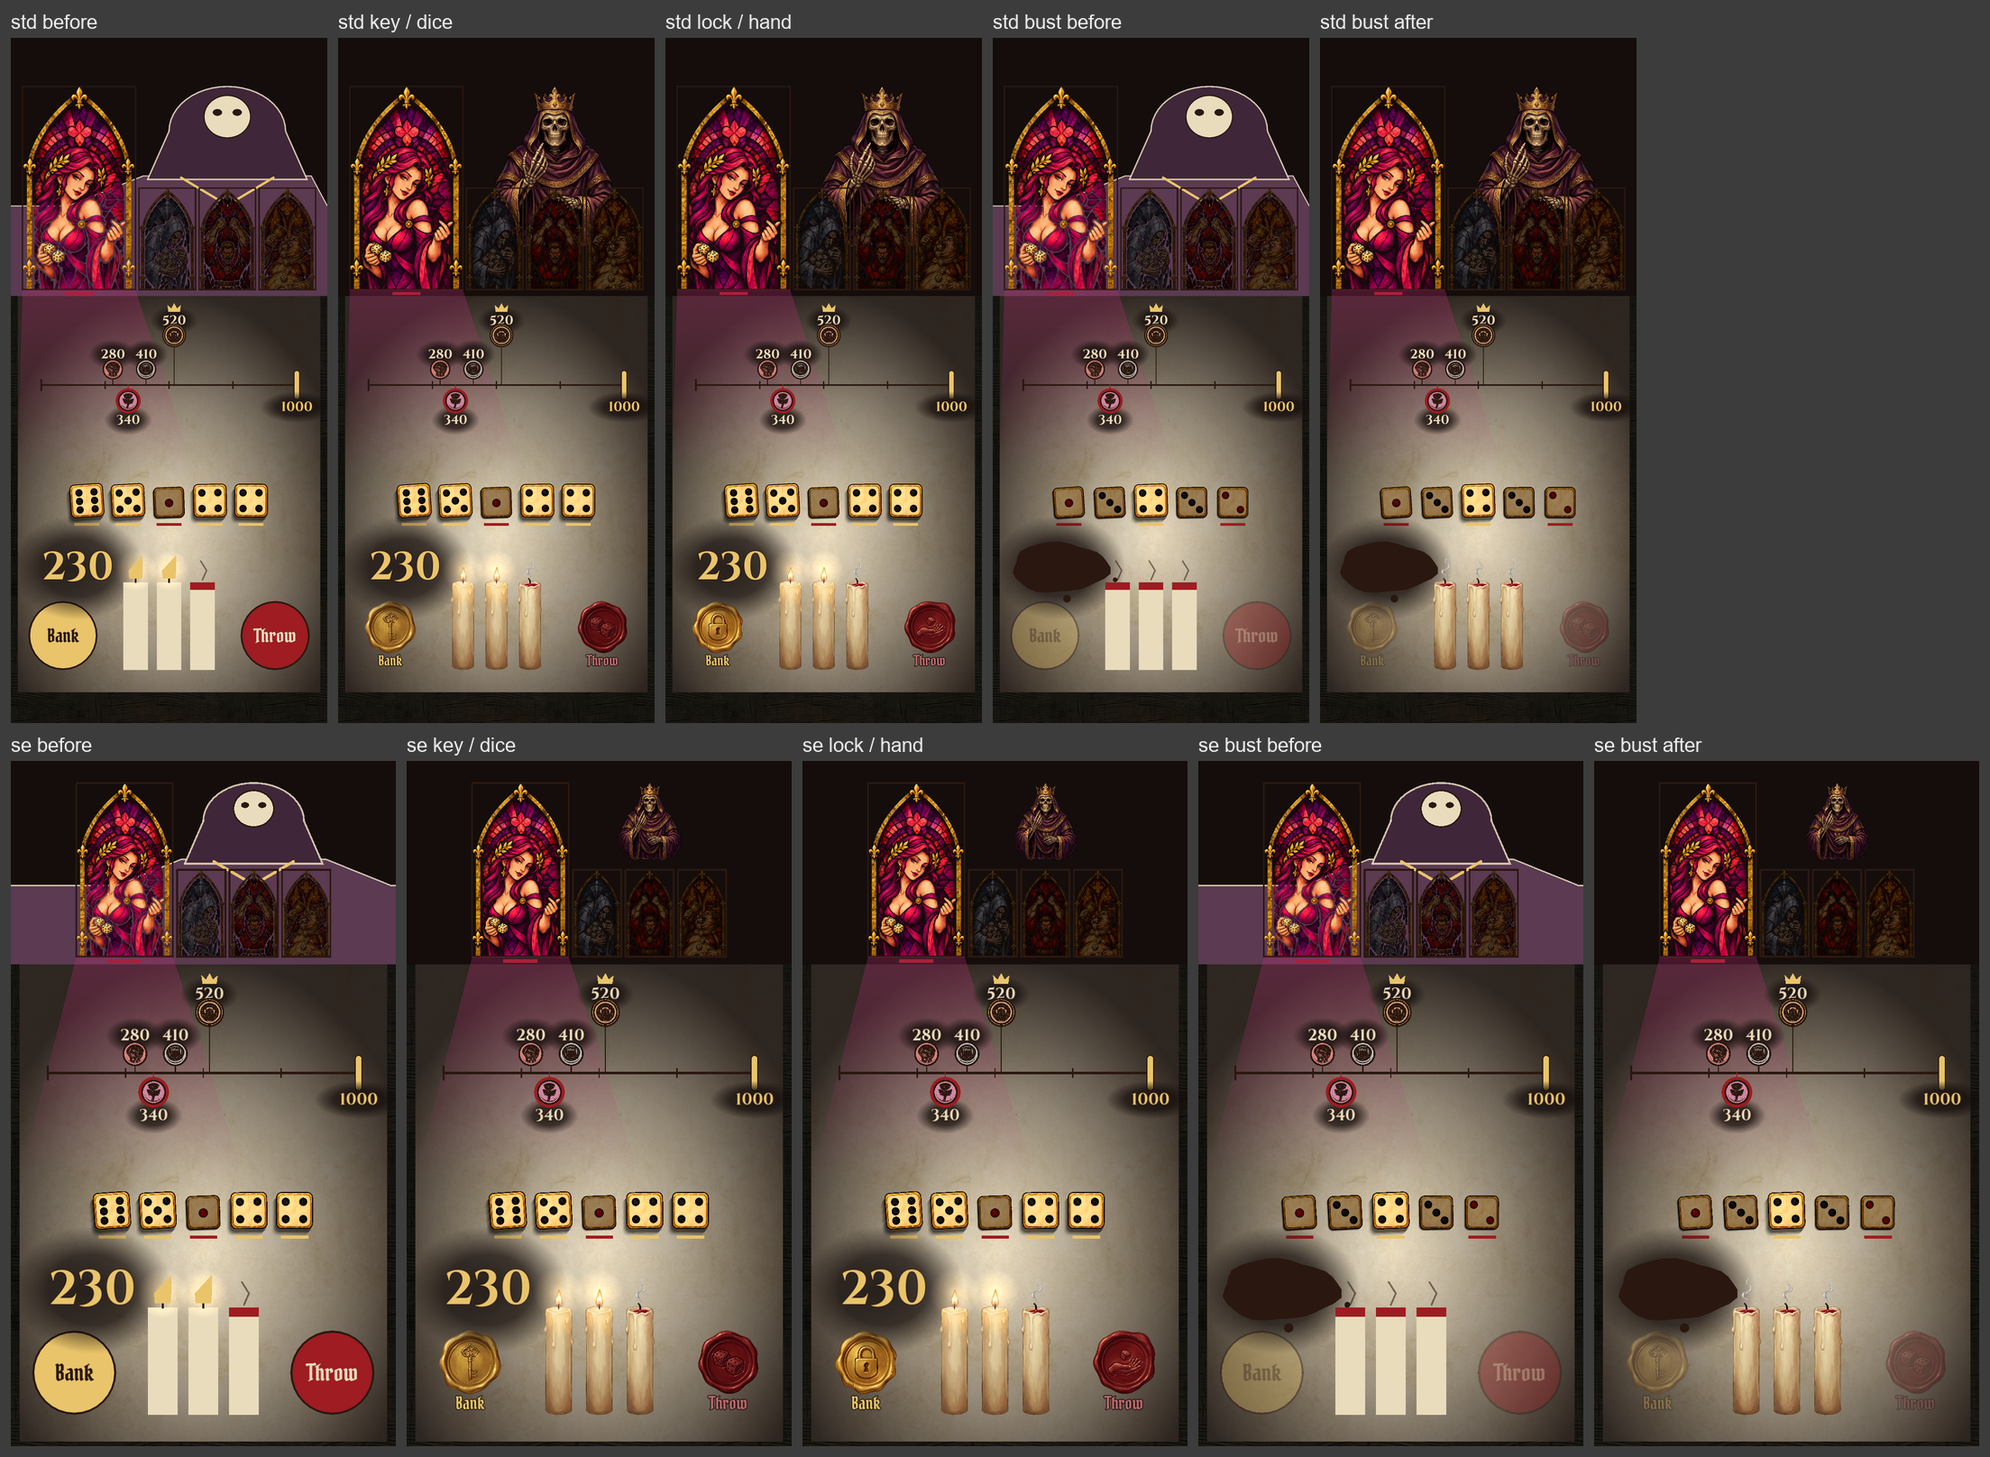 std before
std key / dice
std lock / hand
std bust before
std bust after
520
280 410
1000
340
230
Bank
Throw
520
280 410
1000
340
230
Bank
Throw
520
280 410
1000
340
230
Bank
Throw
520
280 410
1000
340
Bank
Throw
520
280 410
1000
340
Bank
Throw
se before
se key / dice
se lock / hand
se bust before
se bust after
520
280 410
1000
340
230
Bank
Throw
520
280 410
1000
340
230
Bank
Throw
520
280 410
1000
340
230
Bank
Throw
520
280 410
1000
340
Bank
Throw
520
280 410
1000
340
Bank
Throw